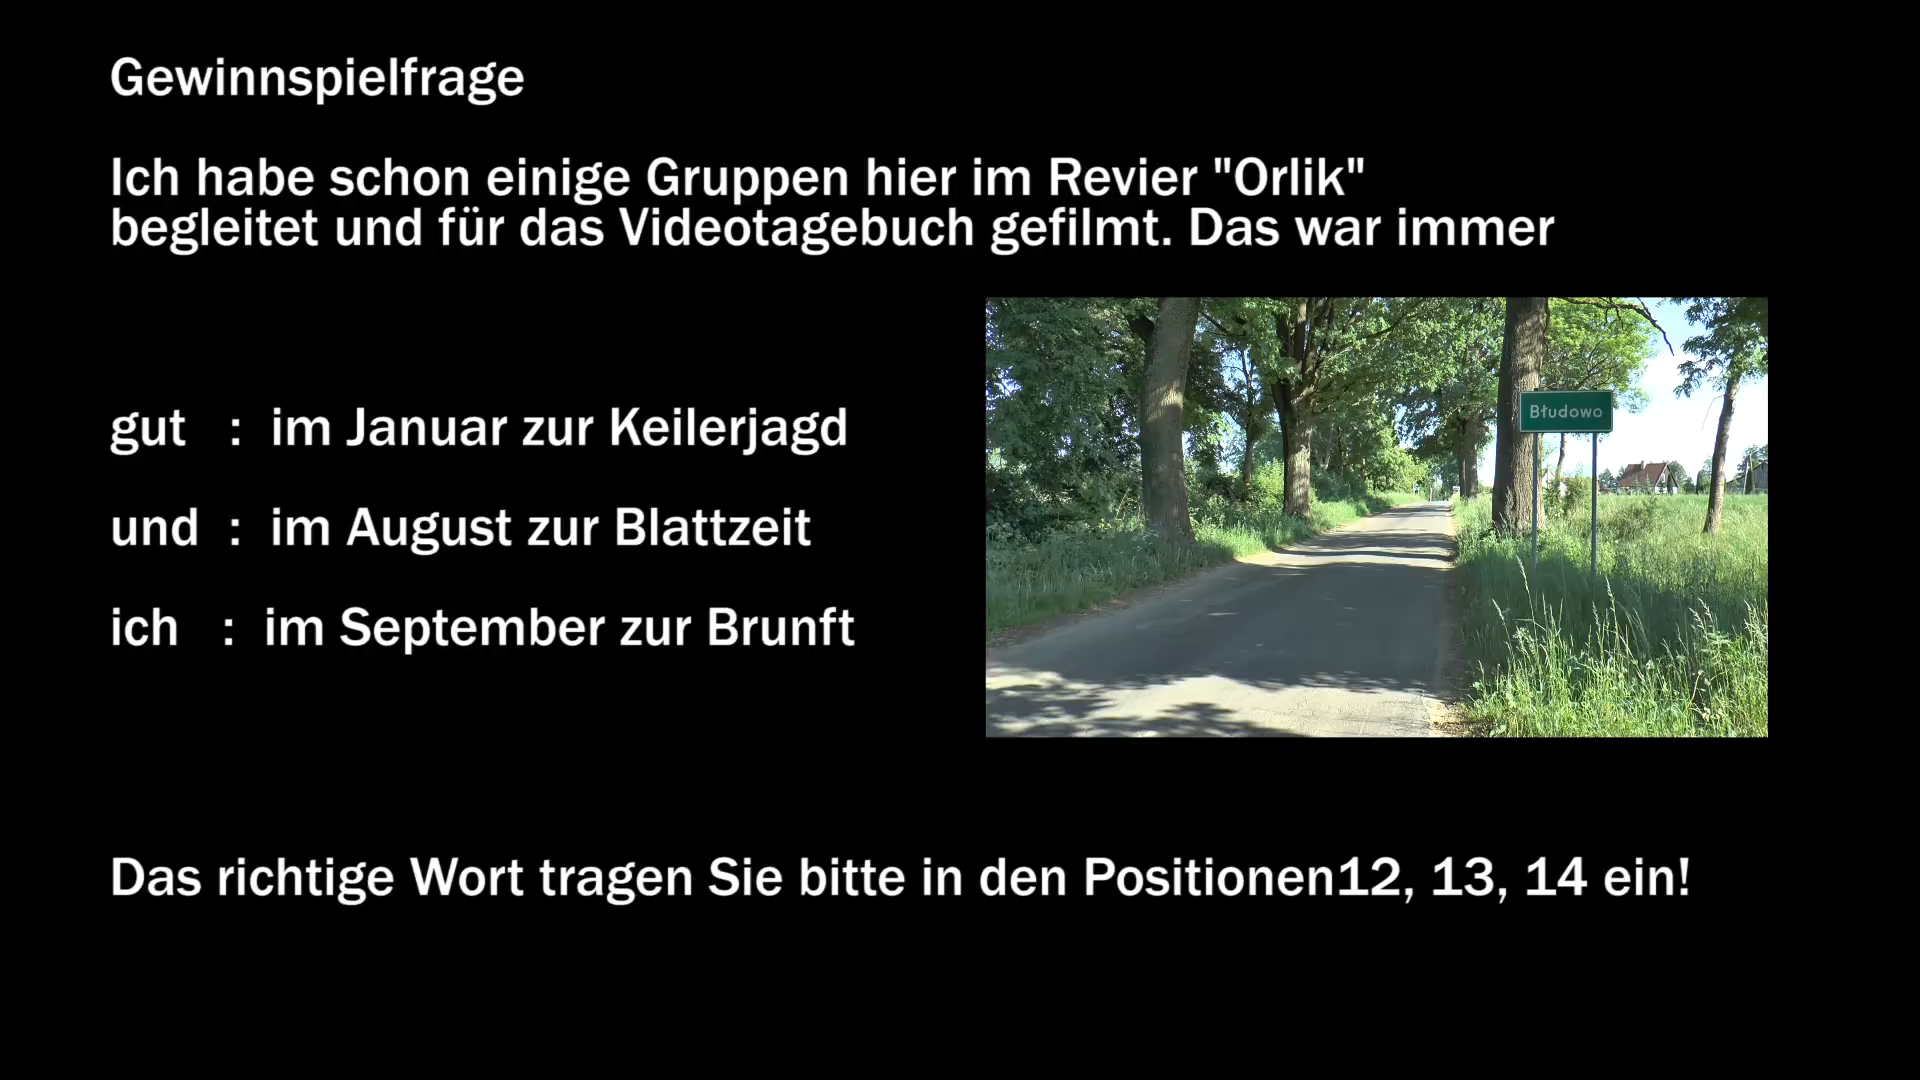 Gewinnspielfrage
Ich habe schon einige Gruppen hier im Revier "Orlik"
begleitet und für das Videotagebuch gefilmt. Das war immer
gut : im Januar zur Keilerjagd
und : im August zur Blattzeit
ich : im September zur Brunft
Błudowo
Das richtige Wort tragen Sie bitte in den Positionen12, 13, 14 ein!